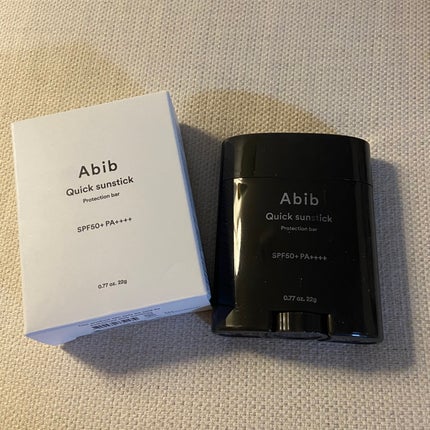 Abib
Quick sunstick
Protection bar
SPF50+ PA++++
0.77 oz. 22g
Abib
Quick sunstick
Protection bar
SPF50+ PA++++
0.77 oz. 22g